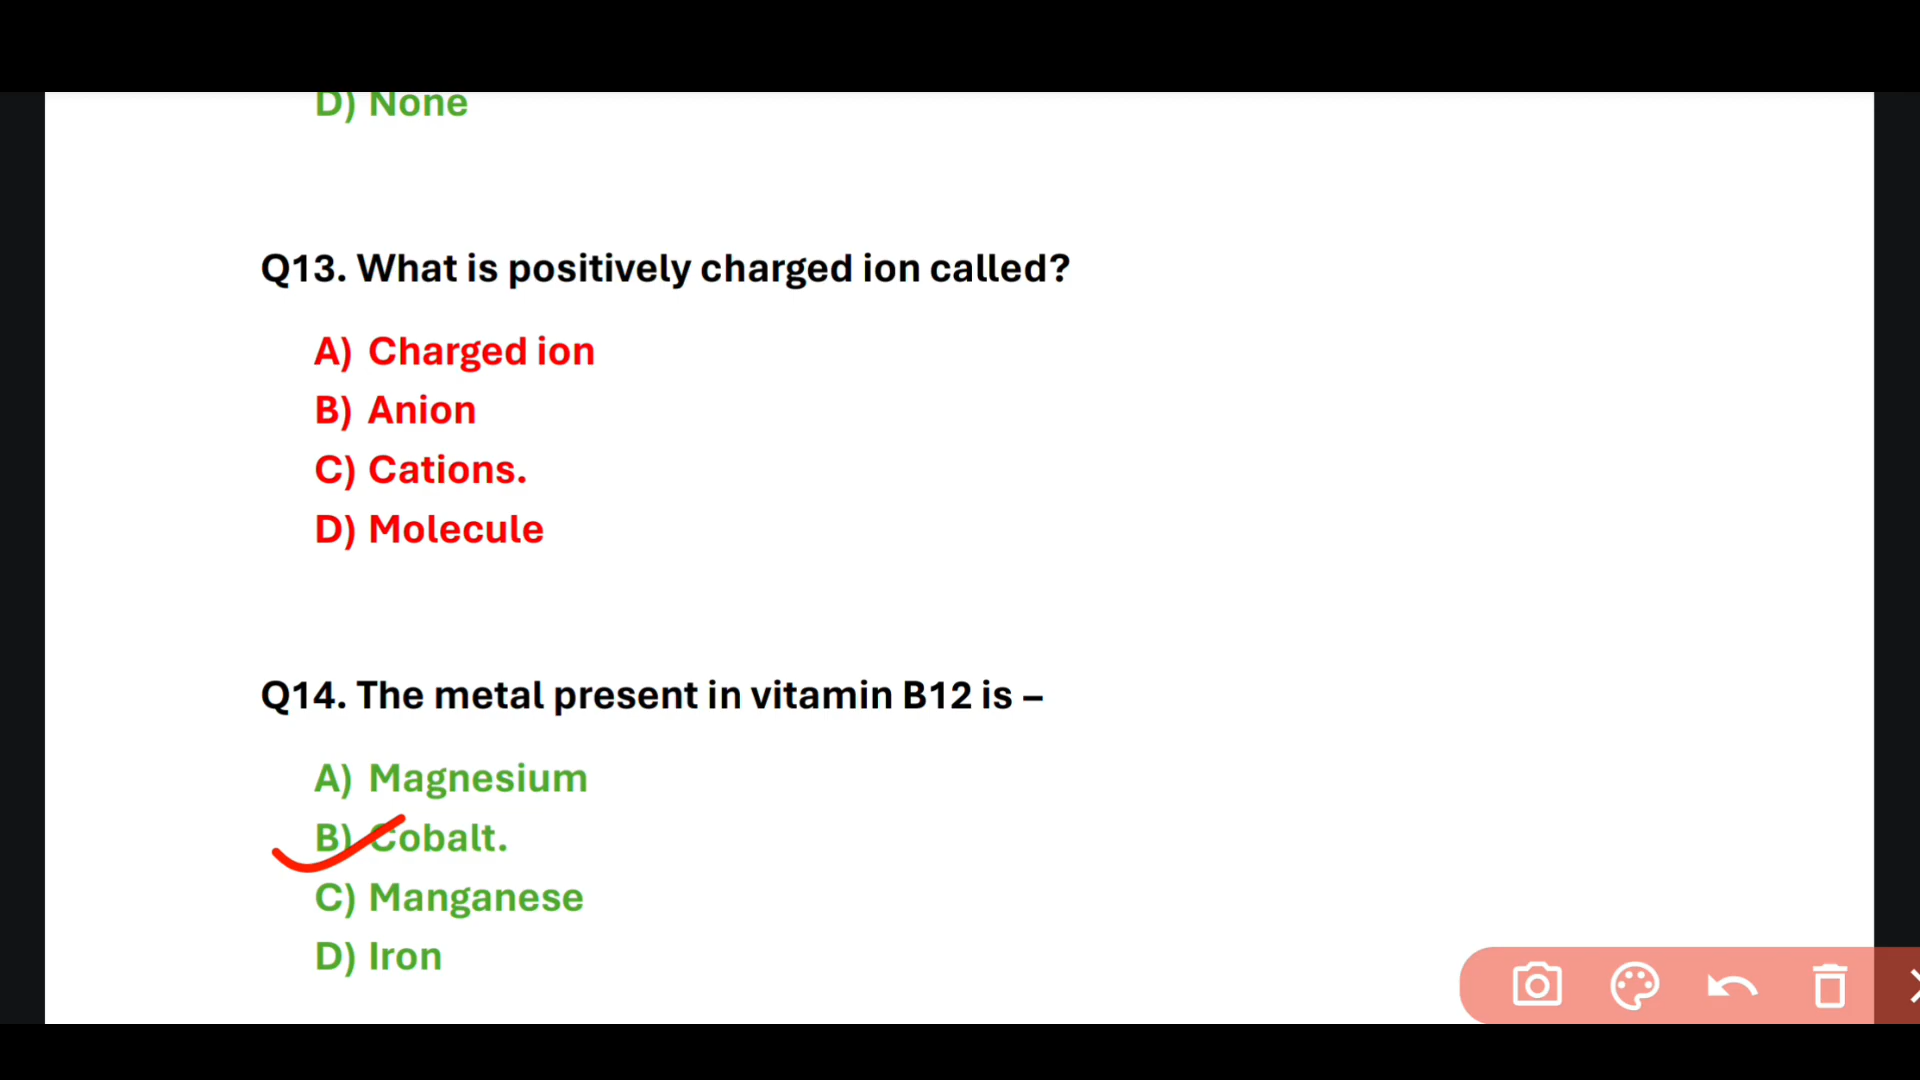 D) None
Q13. What is positively charged ion called?
A) Charged ion
B) Anion
C) Cations.
D) Molecule
Q14. The metal present in vitamin B12 is –
A) Magnesium
B) Cobalt.
C) Manganese
D) Iron